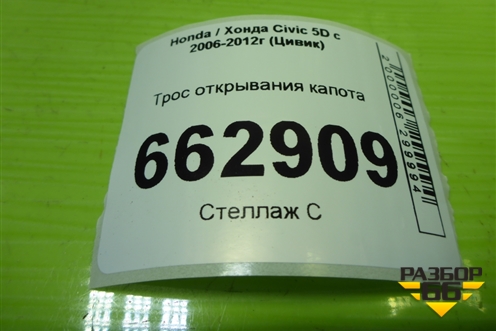 Honda / Хонда Civic 5D с
2006-2012г (Цивик)
Трос открывания капота
662909
Стеллаж С
2000006299994
РАЗБОР
66